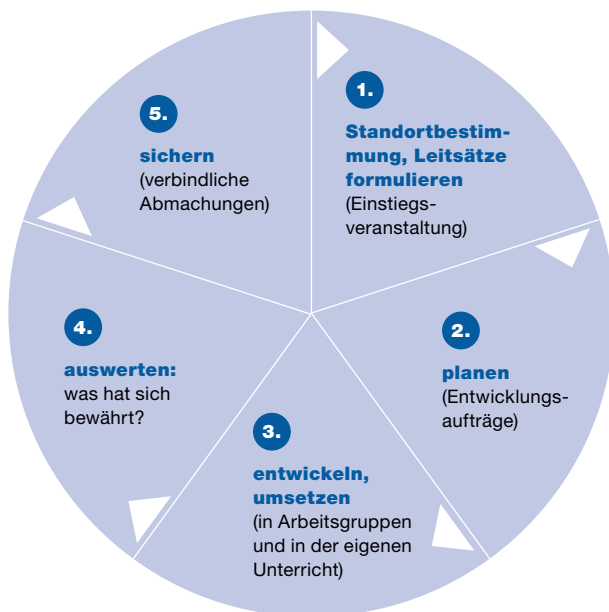 1.
Standortbestim-
mung, Leitsätze
formulieren
(Einstiegs-
veranstaltung)
2.
planen
(Entwicklungs-
aufträge)
3.
entwickeln,
umsetzen
(in Arbeitsgruppen
und in der eigenen
Unterricht)
4.
auswerten:
was hat sich
bewährt?
5.
sichern
(verbindliche
Abmachungen)